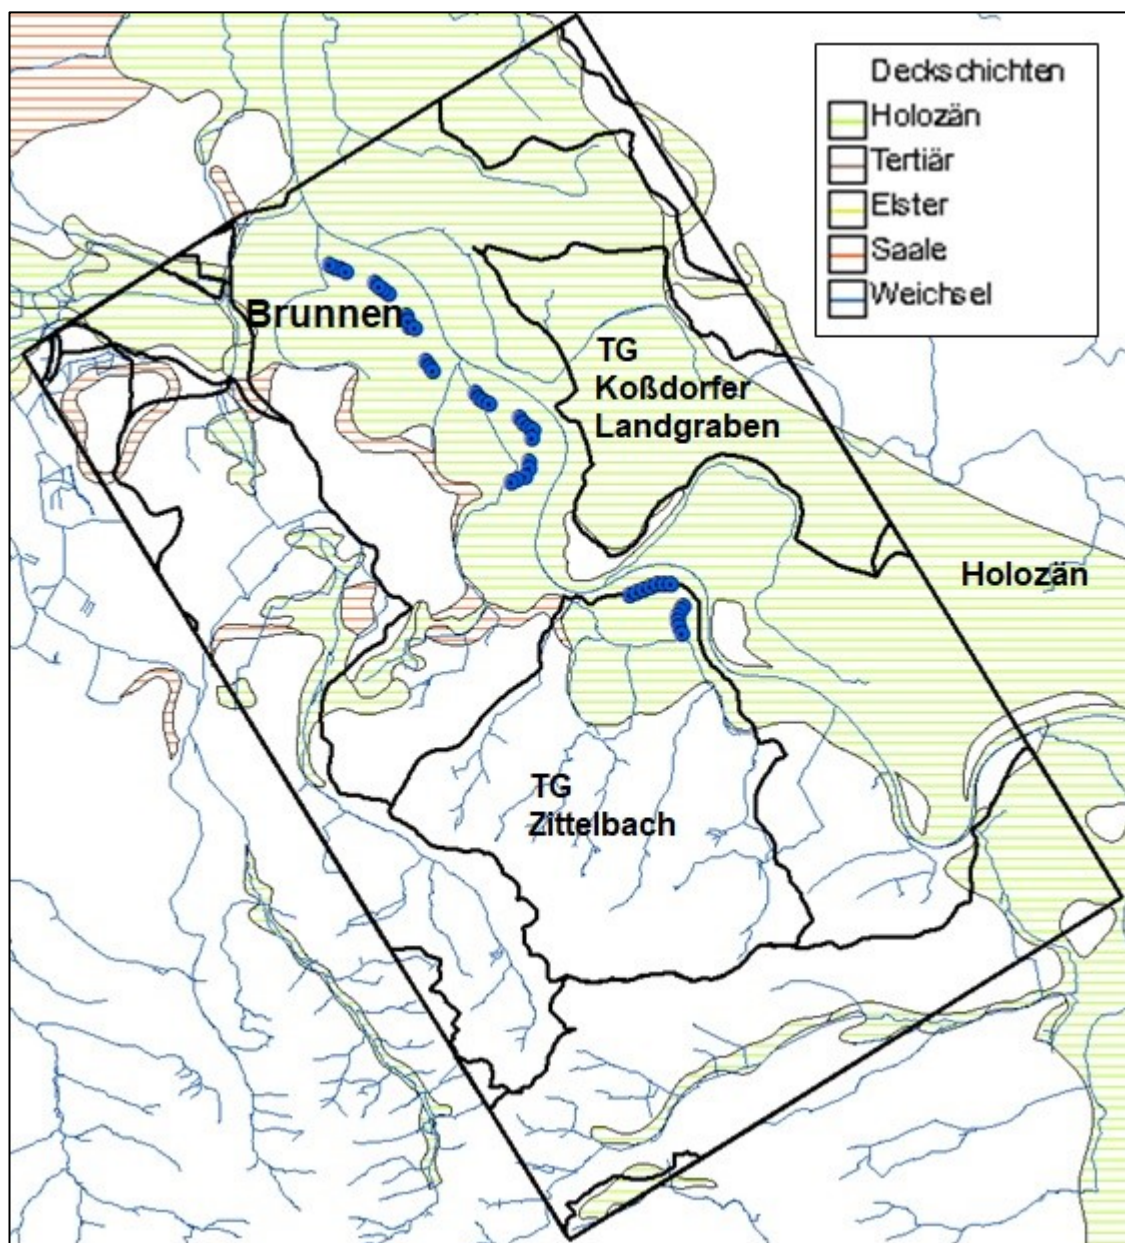 Deckschichten
Holozän
Tertiär
Elster
Saale
Weichsel
Brunnen
TG
Koßdorfer
Landgraben
Holozän
TG
Zittelbach